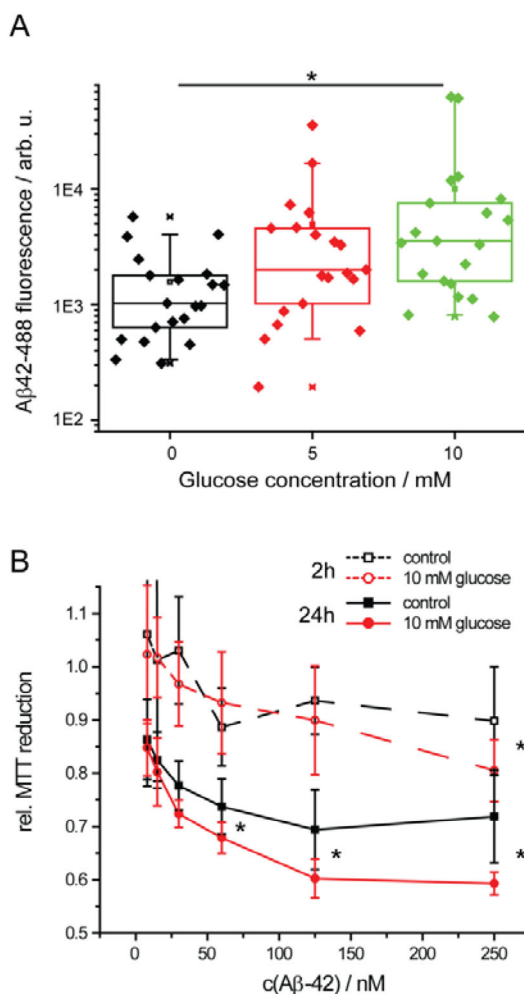 A
*
1E4
1E3
1E2
Aβ42-488 fluorescence / arb. u.
0
5
10
Glucose concentration / mM
B
2h
control
10 mM glucose
24h
control
10 mM glucose
1.1
1.0
0.9
0.8
0.7
0.6
0.5
rel. MTT reduction
*
*
*
*
0
50
100
150
200
250
c(Aβ-42) / nM